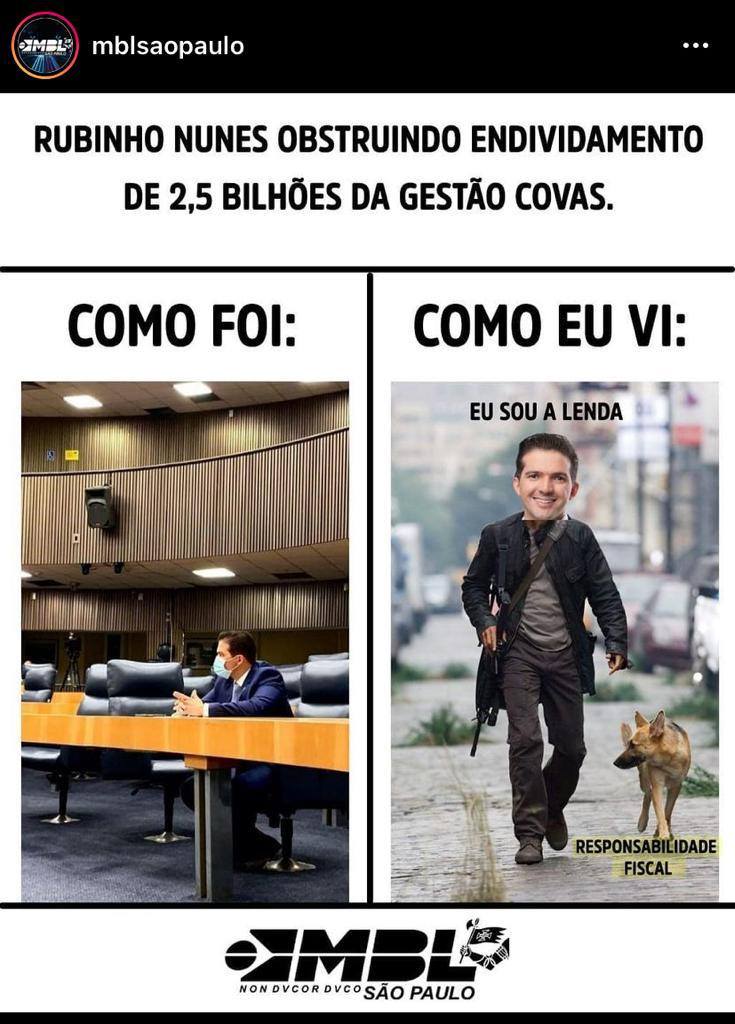 mblsaopaulo
RUBINHO NUNES OBSTRUINDO ENDIVIDAMENTO
DE 2,5 BILHÕES DA GESTÃO COVAS.
COMO FOI:
COMO EU VI:
EU SOU A LENDA
RESPONSABILIDADE
FISCAL
MBL
NON DVCOR DVCO
SÃO PAULO